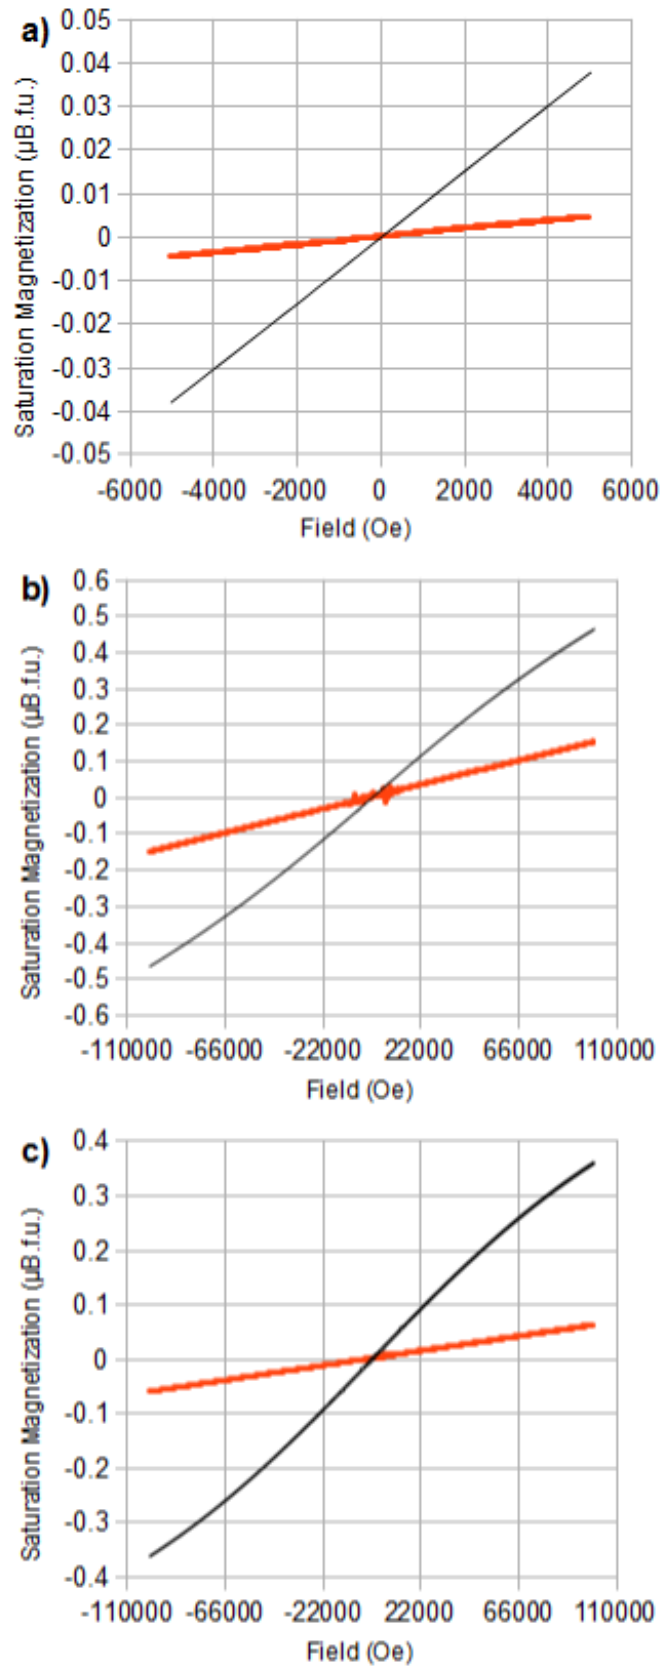 a)
Saturation Magnetization (µB.f.u.)
0.05
0.04
0.03
0.02
0.01
0
-0.01
-0.02
-0.03
-0.04
-0.05
-6000 -4000 -2000 0 2000 4000 6000
Field (Oe)
b)
Saturation Magnetization (µB.f.u.)
0.6
0.5
0.4
0.3
0.2
0.1
0
-0.1
-0.2
-0.3
-0.4
-0.5
-0.6
-110000 -66000 -22000 22000 66000 110000
Field (Oe)
c)
Saturation Magnetization (µB.f.u.)
0.4
0.3
0.2
0.1
0
-0.1
-0.2
-0.3
-0.4
-110000 -66000 -22000 22000 66000 110000
Field (Oe)